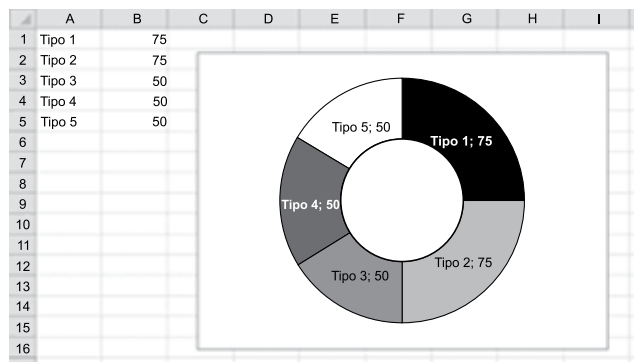 A B C D E F G H I
1 Tipo 1 75
2 Tipo 2 75
3 Tipo 3 50
4 Tipo 4 50
5 Tipo 5 50
6
7
8
9
10
11
12
13
14
15
16
Tipo 5; 50
Tipo 1; 75
Tipo 4; 50
Tipo 2; 75
Tipo 3; 50